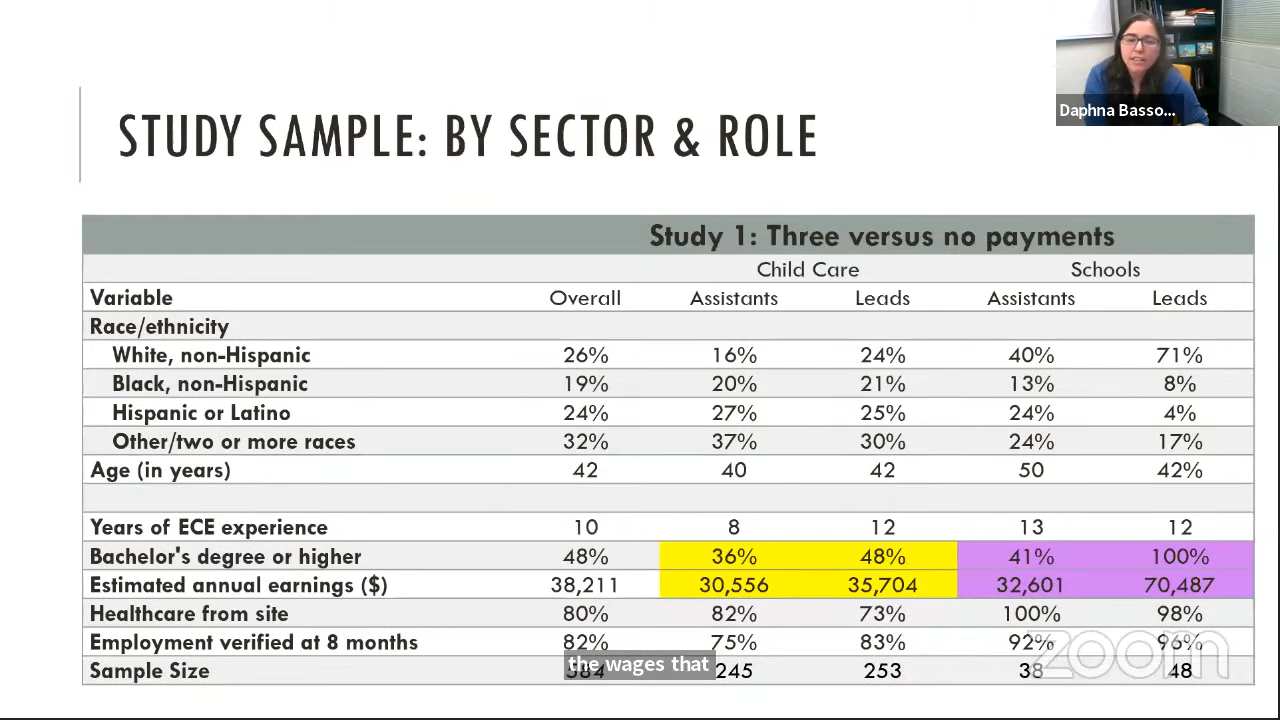 Daphna Basso...
STUDY SAMPLE: BY SECTOR & ROLE
Study 1: Three versus no payments
Child Care Schools
Variable Overall Assistants Leads Assistants Leads
Race/ethnicity
White, non-Hispanic 26% 16% 24% 40% 71%
Black, non-Hispanic 19% 20% 21% 13% 8%
Hispanic or Latino 24% 27% 25% 24% 4%
Other/two or more races 32% 37% 30% 24% 17%
Age (in years) 42 40 42 50 42%
Years of ECE experience 10 8 12 13 12
Bachelor's degree or higher 48% 36% 48% 41% 100%
Estimated annual earnings ($) 38,211 30,556 35,704 32,601 70,487
Healthcare from site 80% 82% 73% 100% 98%
Employment verified at 8 months 82% 75% 83% 92% 96%
zoom
the wages that
Sample Size 584 245 253 38 48